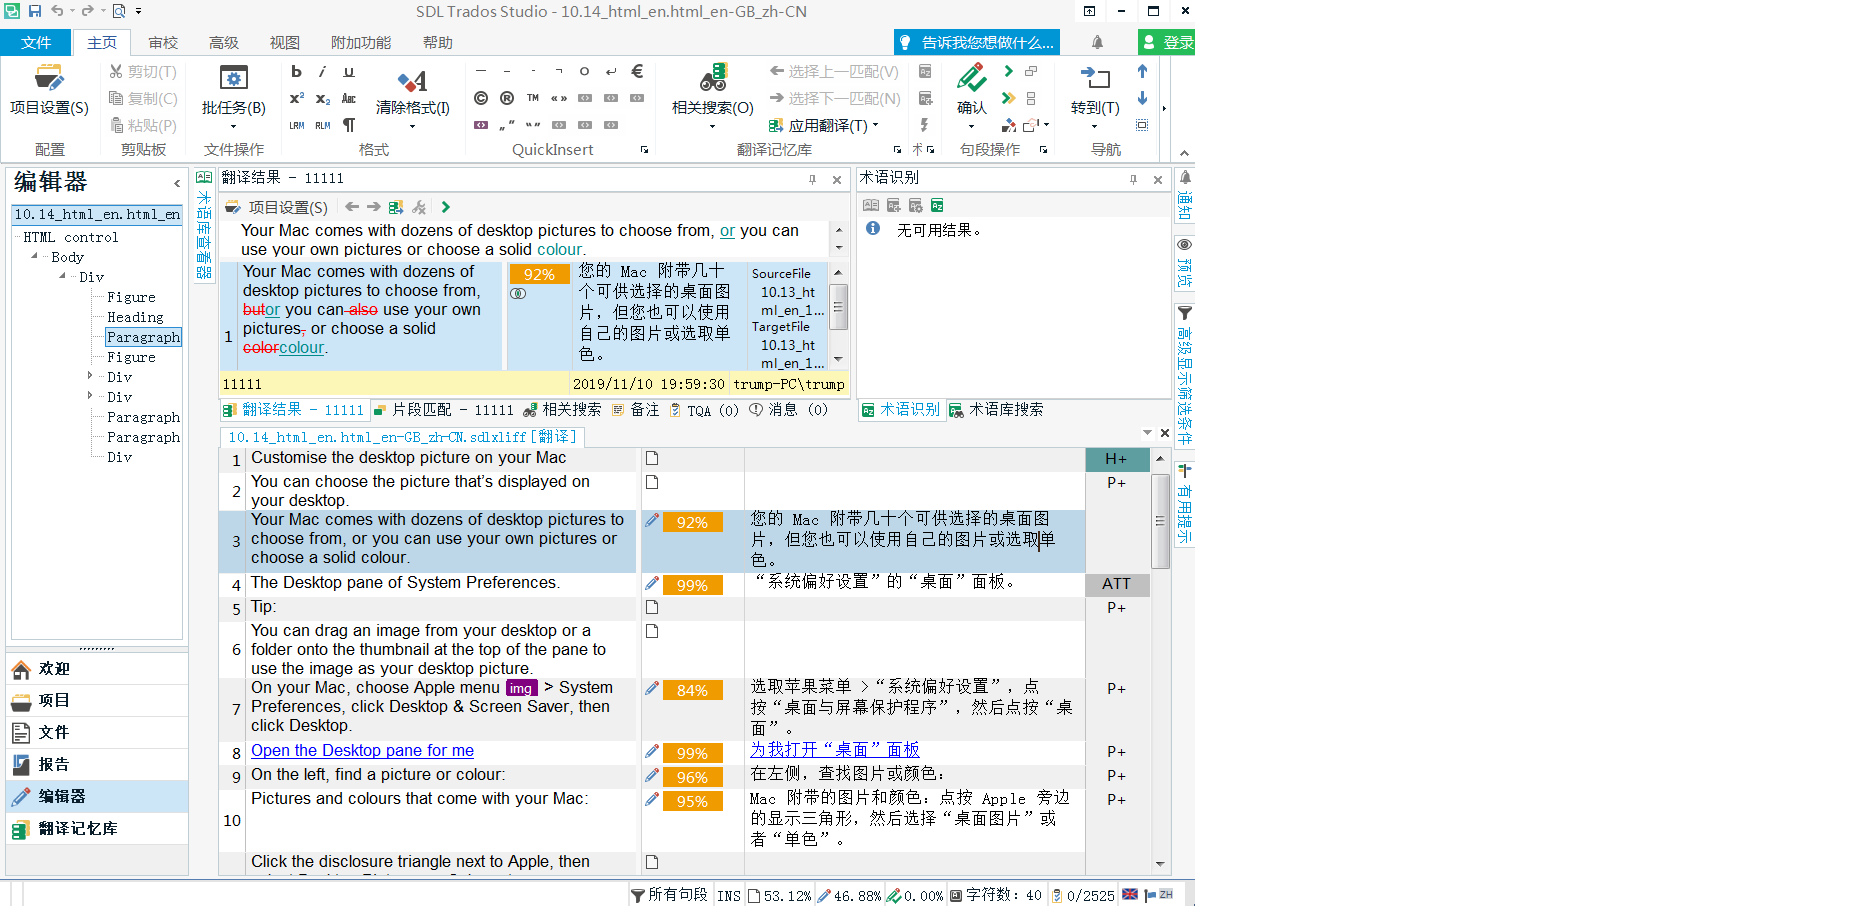 SDL Trados Studio - 10.14_html_en.html_en-GB_zh-CN
文件 主页 审校 高级 视图 附加功能 帮助 告诉我您想做什么... 登录
项目设置(S)
配置
剪切(T)
复制(C)
粘贴(P)
剪贴板
批任务(B)
文件操作
b i u
x² x₂ Abc
LRM RLM ¶
清除格式(I)
格式
€
© ® TM «»
QuickInsert
相关搜索(O)
选择上一匹配(V)
选择下一匹配(N)
应用翻译(T)
翻译记忆库
术
确认
句段操作
转到(T)
导航
编辑器
10.14_html_en.html_en
HTML control
Body
Div
Figure
Heading
Paragraph
Figure
Div
Div
Paragraph
Paragraph
Div
欢迎
项目
文件
报告
编辑器
翻译记忆库
术语库查看器
翻译结果 - 11111
项目设置(S)
Your Mac comes with dozens of desktop pictures to choose from, or you can
use your own pictures or choose a solid colour.
1
Your Mac comes with dozens of
desktop pictures to choose from,
butor you can also use your own
pictures, or choose a solid
colorcolour.
92%
您的 Mac 附带几十
个可供选择的桌面图
片，但您也可以使用
自己的图片或选取单
色。
SourceFile
10.13_ht
ml_en_1...
TargetFile
10.13_ht
ml_en_1...
11111 2019/11/10 19:59:30 trump-PC\trump
翻译结果 - 11111 片段匹配 - 11111 相关搜索 备注 TQA (0) 消息 (0)
术语识别
无可用结果。
术语识别 术语库搜索
通知
预览
高级显示筛选条件
有用提示
10.14_html_en.html_en-GB_zh-CN.sdlxliff[翻译]
1 Customise the desktop picture on your Mac H+
2 You can choose the picture that's displayed on P+
your desktop.
3 Your Mac comes with dozens of desktop pictures to
choose from, or you can use your own pictures or
choose a solid colour.
92%
您的 Mac 附带几十个可供选择的桌面图
片，但您也可以使用自己的图片或选取单
色。
4 The Desktop pane of System Preferences. 99% “系统偏好设置”的“桌面”面板。 ATT
5 Tip: P+
6 You can drag an image from your desktop or a
folder onto the thumbnail at the top of the pane to
use the image as your desktop picture.
7 On your Mac, choose Apple menu img > System
Preferences, click Desktop & Screen Saver, then
click Desktop.
84%
选取苹果菜单 >“系统偏好设置”，点
按“桌面与屏幕保护程序”，然后点按“桌
面”。
P+
8 Open the Desktop pane for me 99% 为我打开“桌面”面板 P+
9 On the left, find a picture or colour: 96% 在左侧，查找图片或颜色： P+
10 Pictures and colours that come with your Mac: 95%
Mac 附带的图片和颜色：点按 Apple 旁边
的显示三角形，然后选择“桌面图片”或
者“单色”。
P+
Click the disclosure triangle next to Apple, then
所有句段 INS 53.12% 46.88% 0.00% 字符数: 40 0/2525 ZH